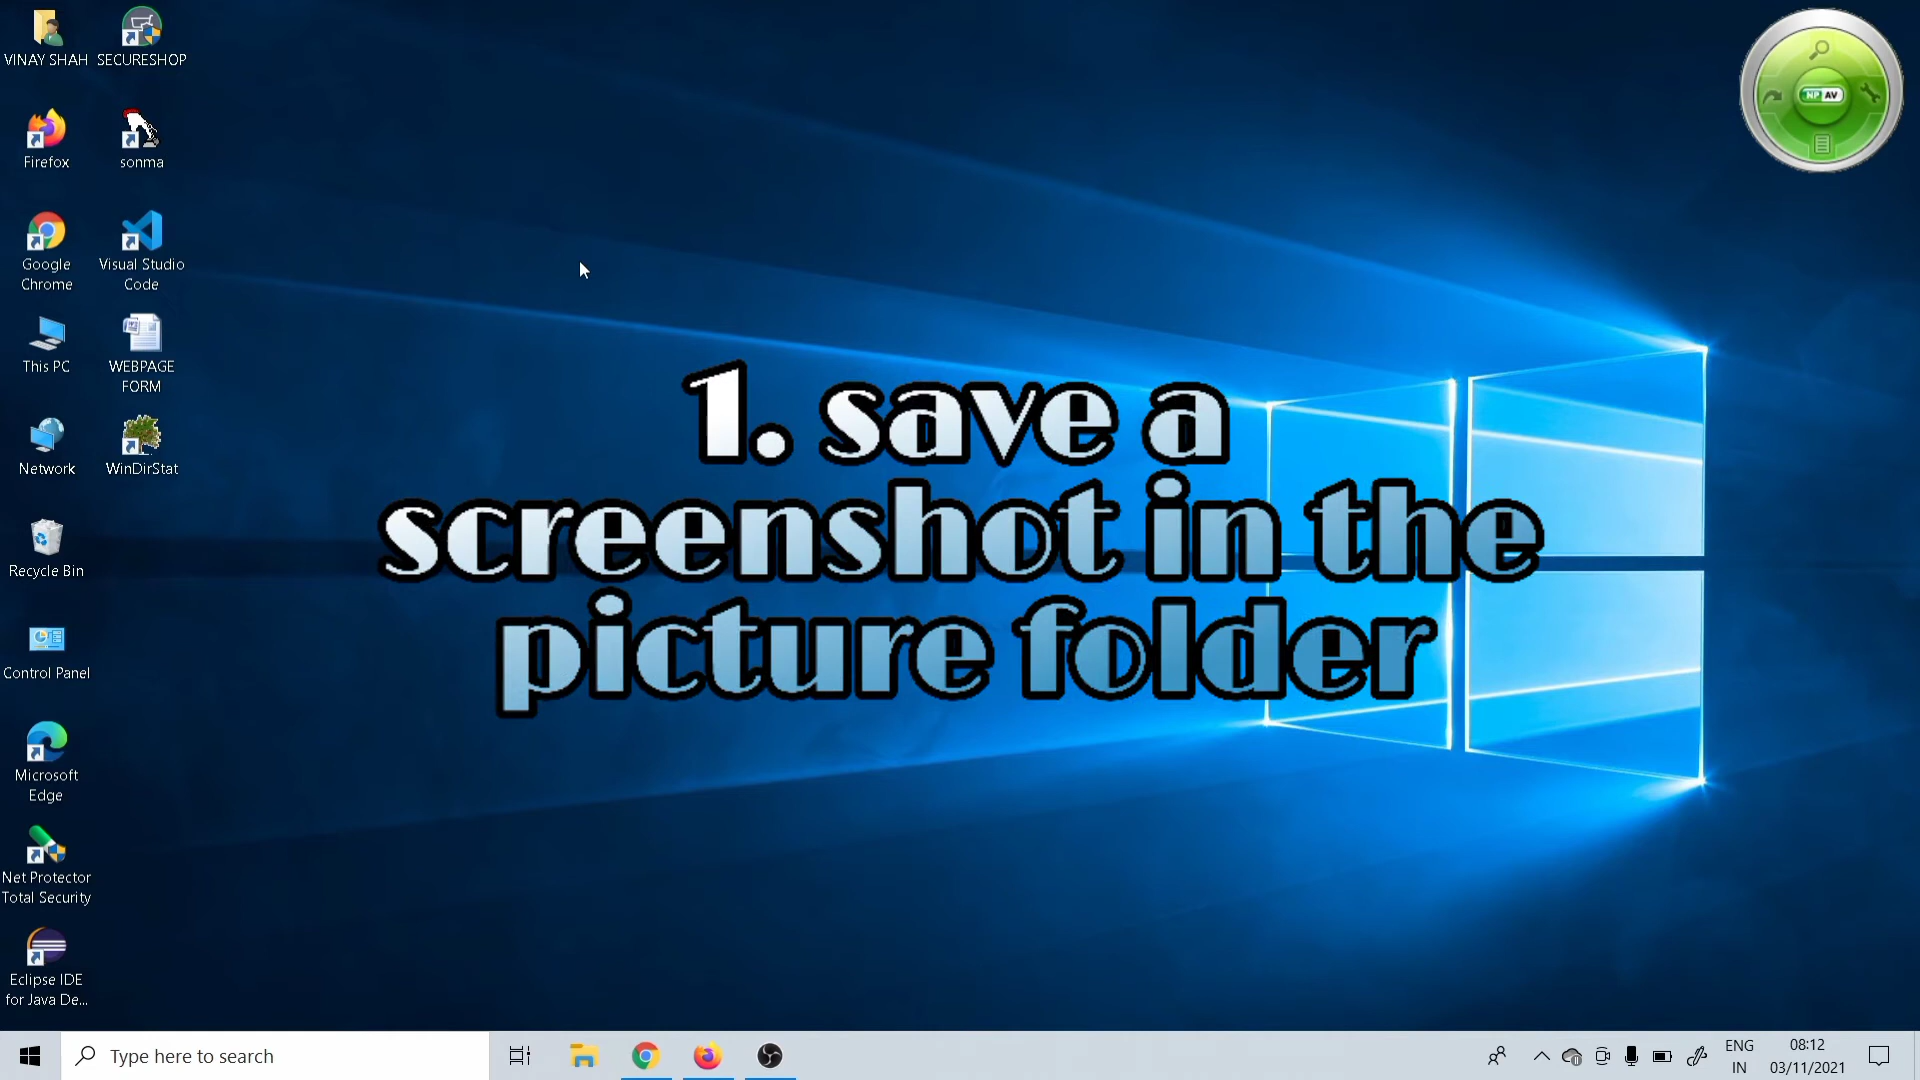 VINAY SHAH
SECURESHOP
Firefox
sonma
Google
Chrome
Visual Studio
Code
This PC
WEBPAGE
FORM
Network
WinDirStat
Recycle Bin
Control Panel
Microsoft
Edge
Net Protector
Total Security
Eclipse IDE
for Java De...
NP AV
1. save a
screenshot in the
picture folder
Type here to search
ENG
IN
08:12
03/11/2021